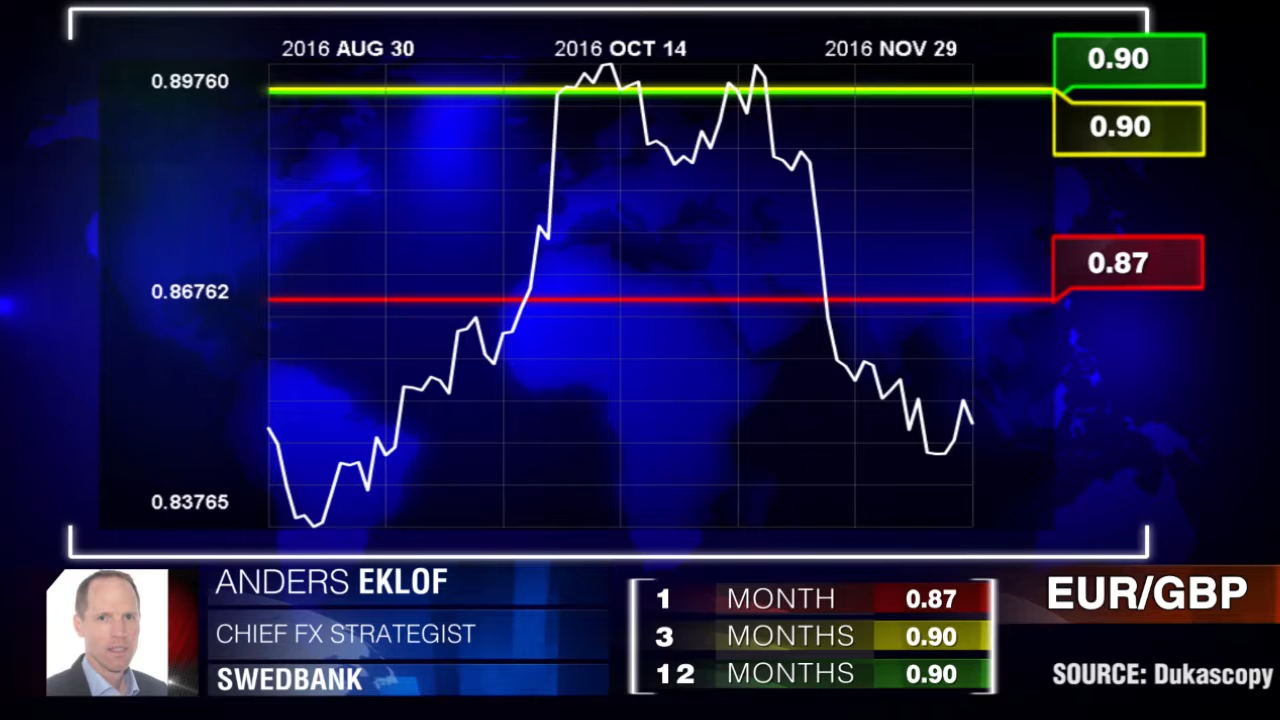 2016 AUG 30
2016 OCT 14
2016 NOV 29
0.89760
0.86762
0.83765
0.90
0.90
0.87
ANDERS EKLOF
CHIEF FX STRATEGIST
SWEDBANK
1 MONTH 0.87
3 MONTHS 0.90
12 MONTHS 0.90
EUR/GBP
SOURCE: Dukascopy